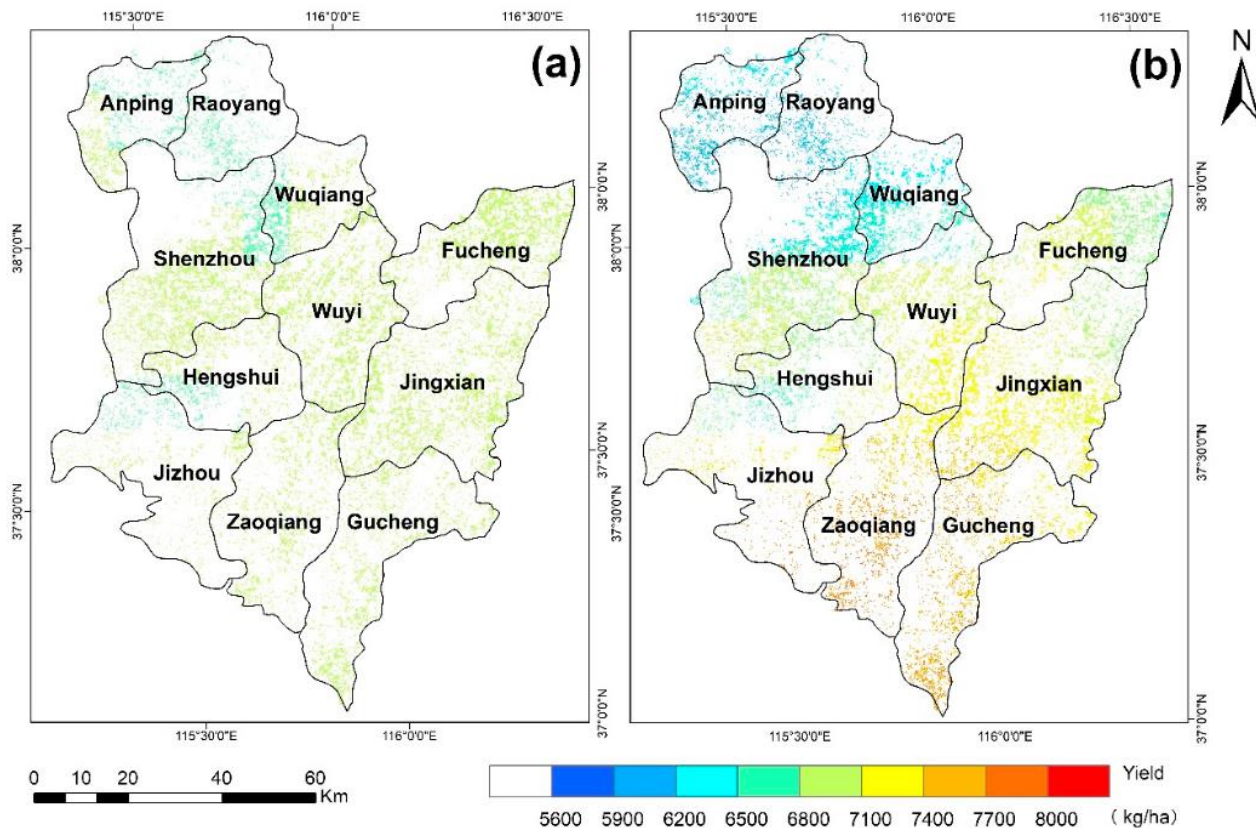 115°30'0"E 116°0'0"E 116°30'0"E 115°30'0"E 116°0'0"E 116°30'0"E
(a) (b) N
Anping Raoyang Anping Raoyang
Wuqiang Wuqiang
38°0'0"N 38°0'0"N
Fucheng Fucheng
38°0'0"N Shenzhou 38°0'0"N Shenzhou
Wuyi Wuyi
Hengshui Jingxian Hengshui Jingxian
37°30'0"N 37°30'0"N
Jizhou Jizhou
37°30'0"N Zaoqiang Gucheng 37°30'0"N Zaoqiang Gucheng
37°0'0"N 37°0'0"N
115°30'0"E 116°0'0"E 115°30'0"E 116°0'0"E
0 10 20 40 60
Km
Yield
5600 5900 6200 6500 6800 7100 7400 7700 8000 (kg/ha)